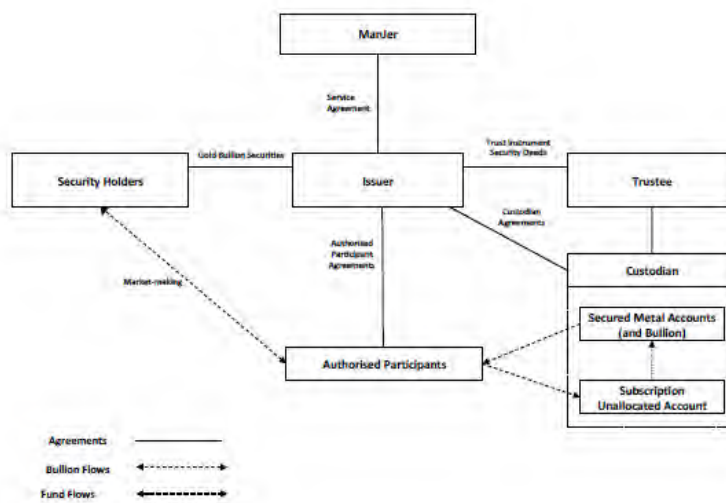 ManJer
Service
Agreement
Gold Bullion Securities
Trust Instrument
Security Deeds
Security Holders
Issuer
Trustee
Custodian
Agreements
Authorised
Participant
Agreements
Custodian
Market-making
Secured Metal Accounts
(and Bullion)
Authorised Participants
Subscription
Unallocated Account
Agreements
Bullion Flows
Fund Flows